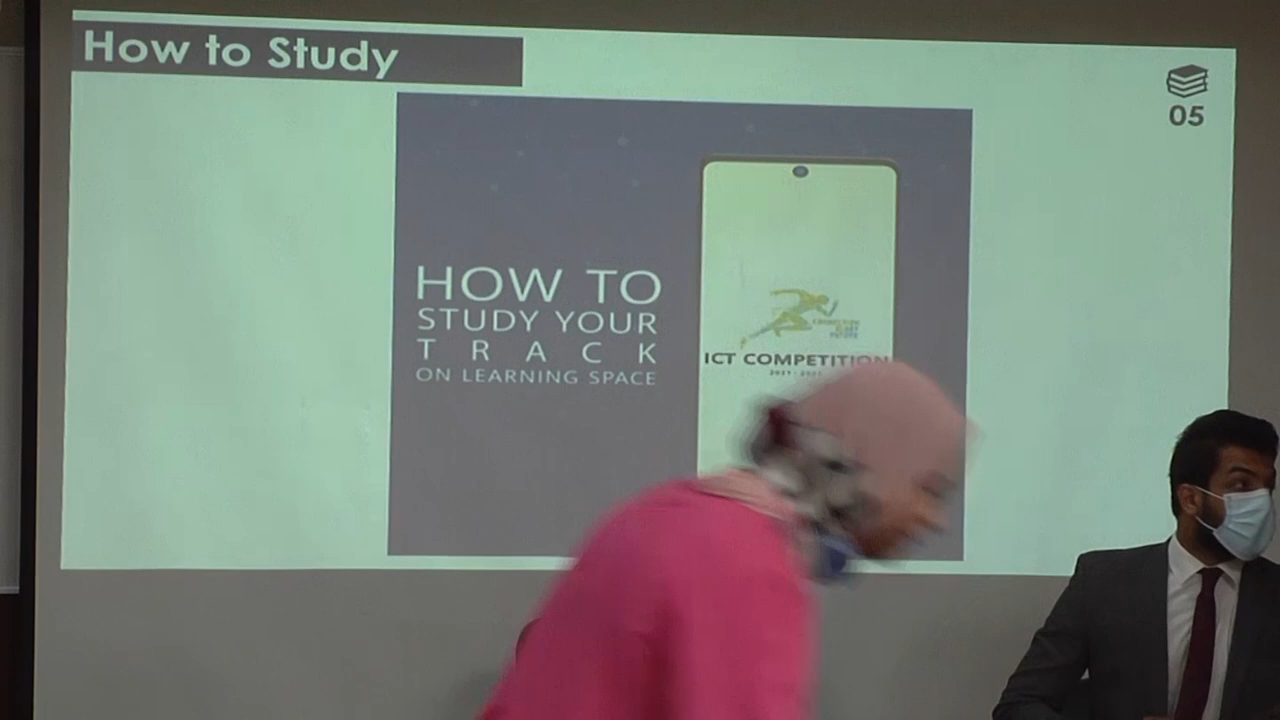 How to Study
05
HOW TO
STUDY YOUR
TRACK
ON LEARNING SPACE
ICT COMPETITION